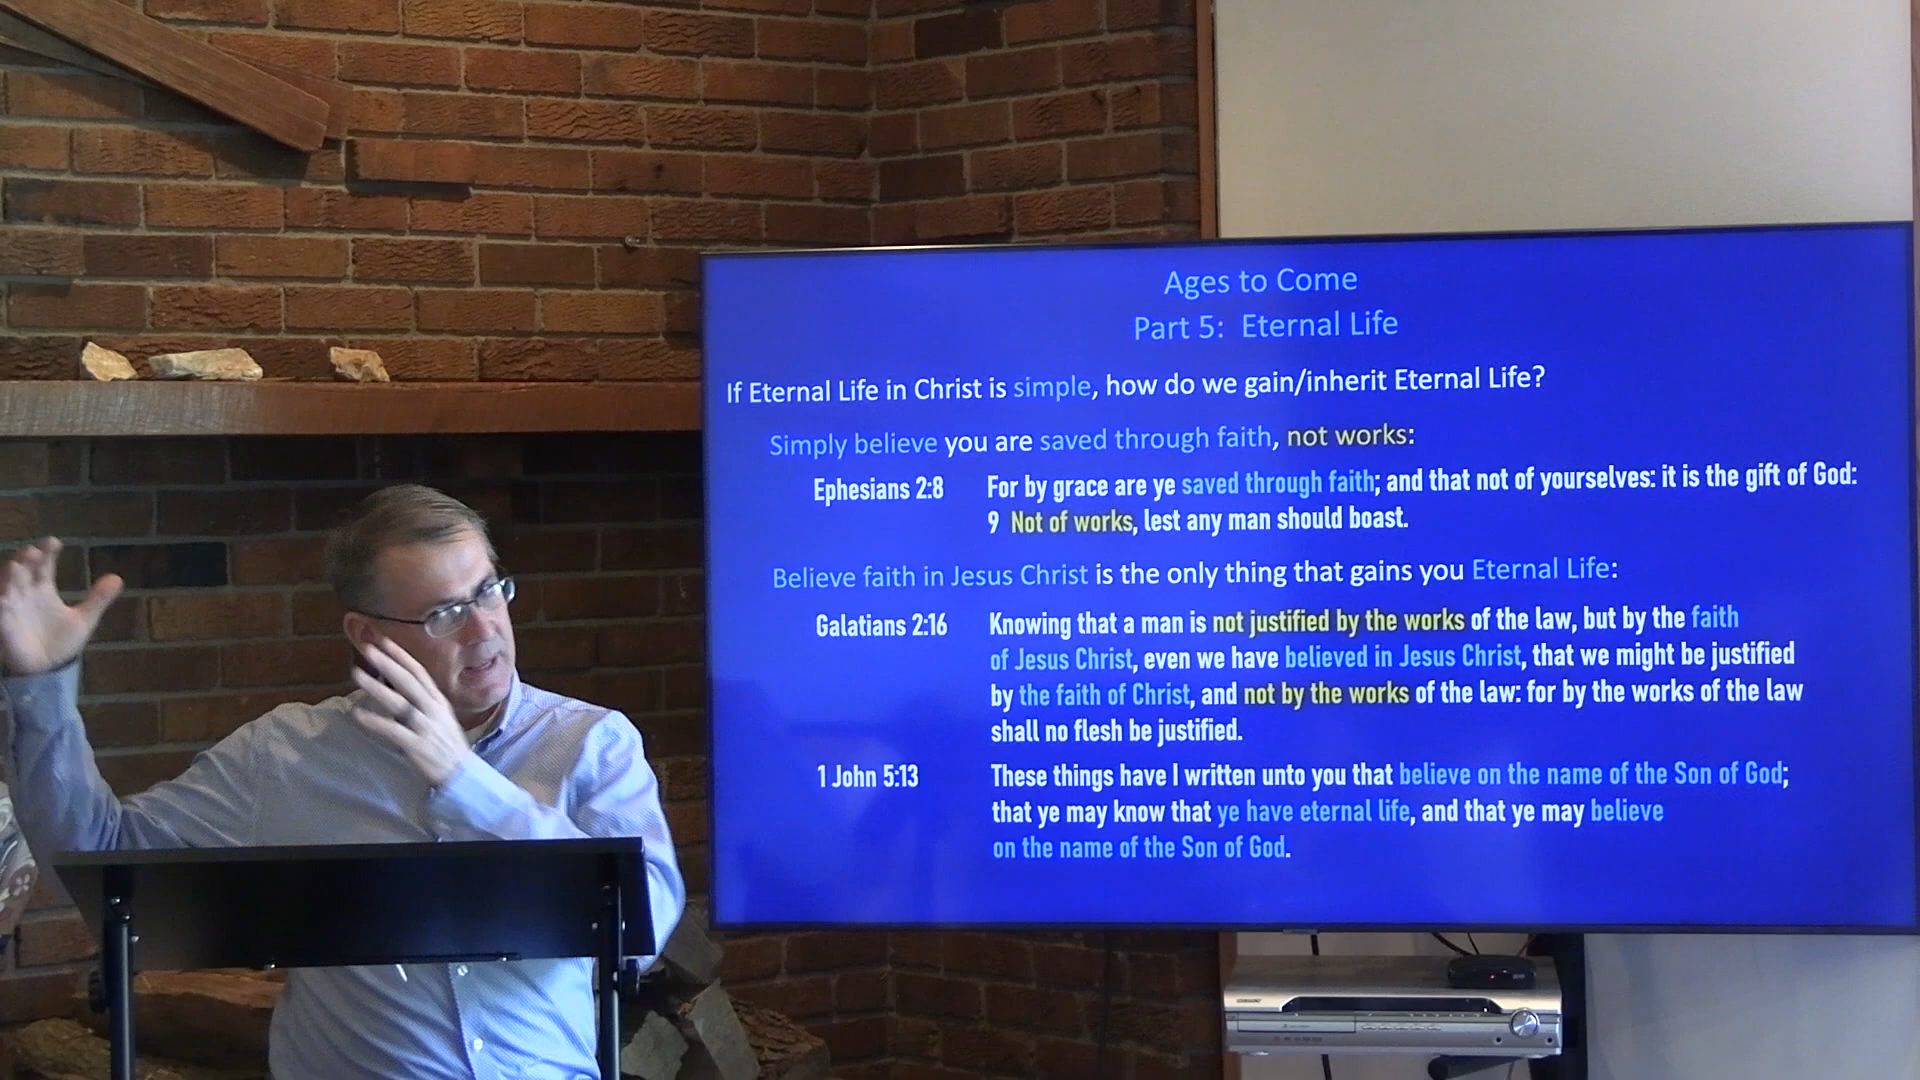 Ages to Come
Part 5: Eternal Life
If Eternal Life in Christ is simple, how do we gain/inherit Eternal Life?
Simply believe you are saved through faith, not works:
Ephesians 2:8 For by grace are ye saved through faith; and that not of yourselves: it is the gift of God:
9 Not of works, lest any man should boast.
Believe faith in Jesus Christ is the only thing that gains you Eternal Life:
Galatians 2:16 Knowing that a man is not justified by the works of the law, but by the faith
of Jesus Christ, even we have believed in Jesus Christ, that we might be justified
by the faith of Christ, and not by the works of the law: for by the works of the law
shall no flesh be justified.
1 John 5:13 These things have I written unto you that believe on the name of the Son of God;
that ye may know that ye have eternal life, and that ye may believe
on the name of the Son of God.